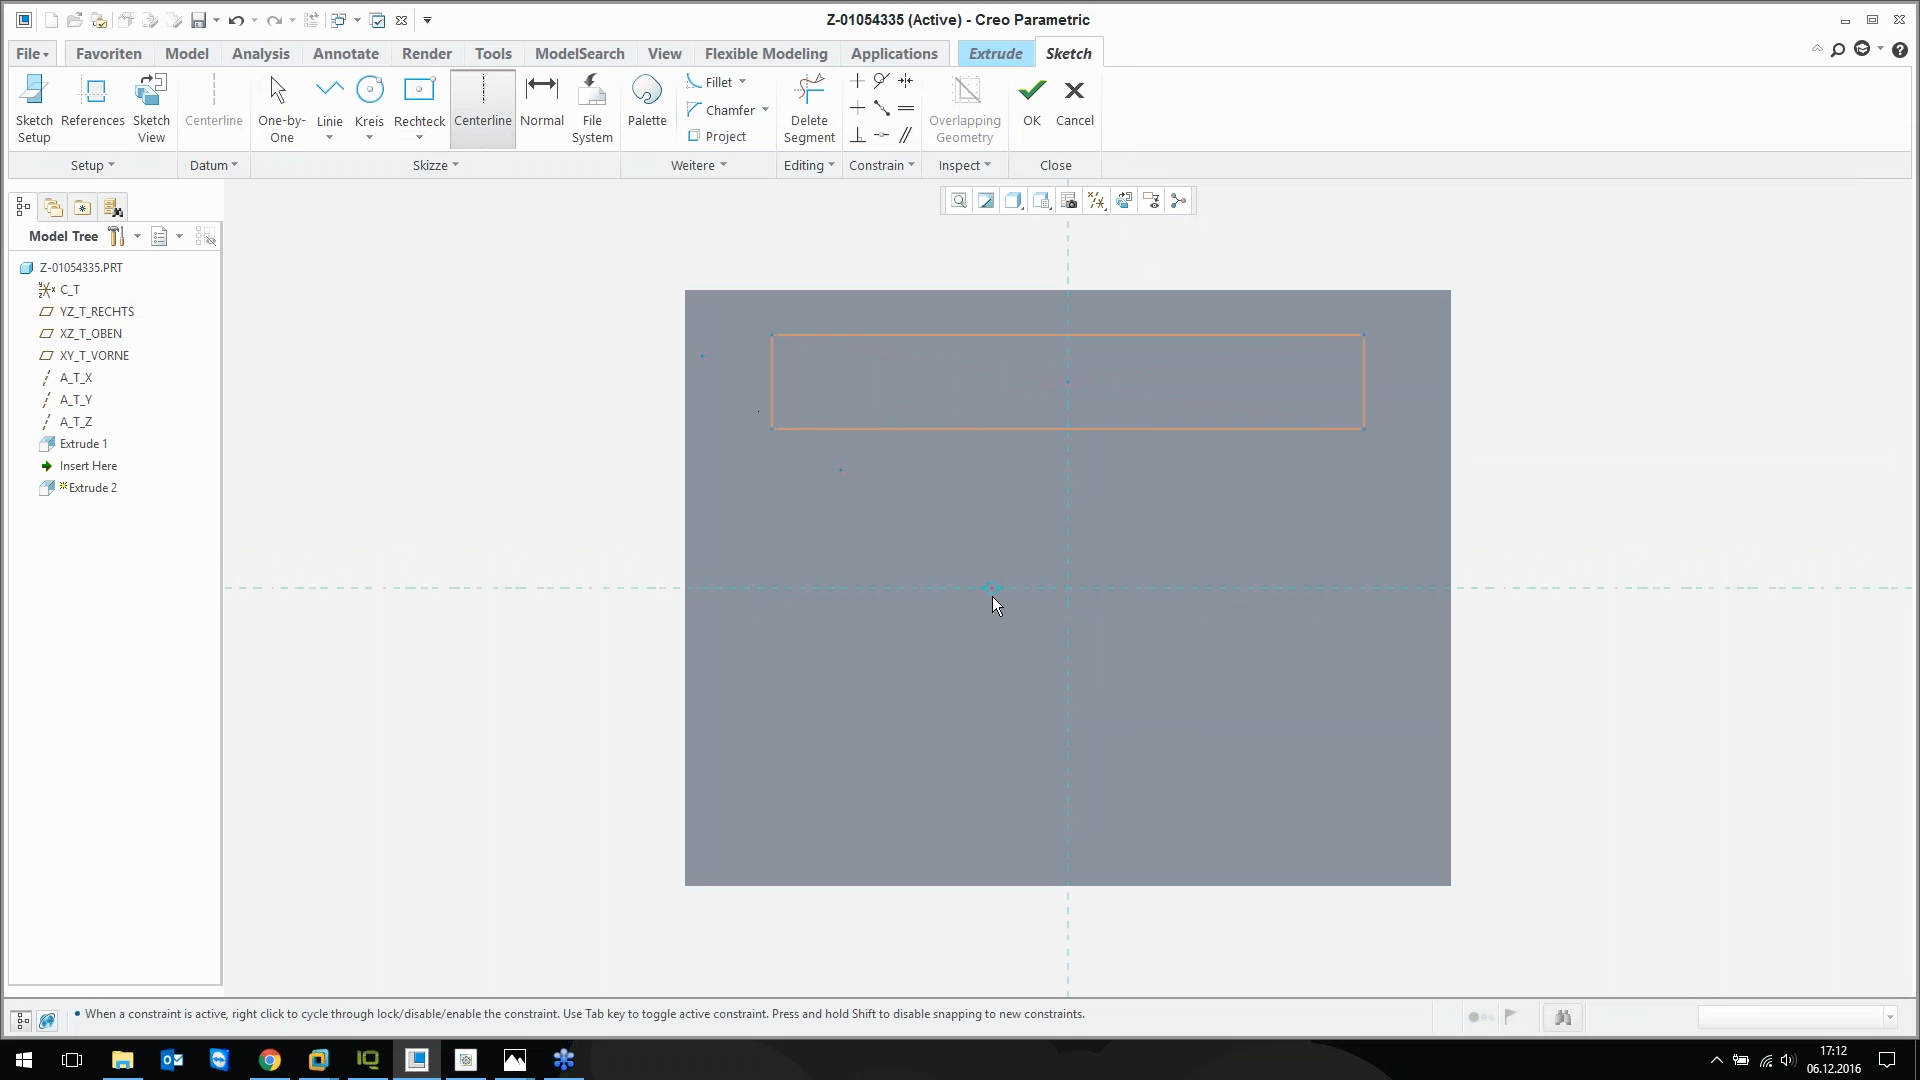 Z-01054335 (Active) - Creo Parametric
File Favoriten Model Analysis Annotate Render Tools ModelSearch View Flexible Modeling Applications Extrude Sketch
Sketch Setup
References
Sketch View
Centerline
One-by-One
Linie
Kreis
Rechteck
Centerline
Normal
File System
Palette
Fillet
Chamfer
Project
Delete Segment
Overlapping Geometry
OK
Cancel
Setup Datum Skizze Weitere Editing Constrain Inspect Close
Model Tree
Z-01054335.PRT
C_T
YZ_T_RECHTS
XZ_T_OBEN
XY_T_VORNE
A_T_X
A_T_Y
A_T_Z
Extrude 1
Insert Here
Extrude 2
When a constraint is active, right click to cycle through lock/disable/enable the constraint. Use Tab key to toggle active constraint. Press and hold Shift to disable snapping to new constraints.
17:12
06.12.2016